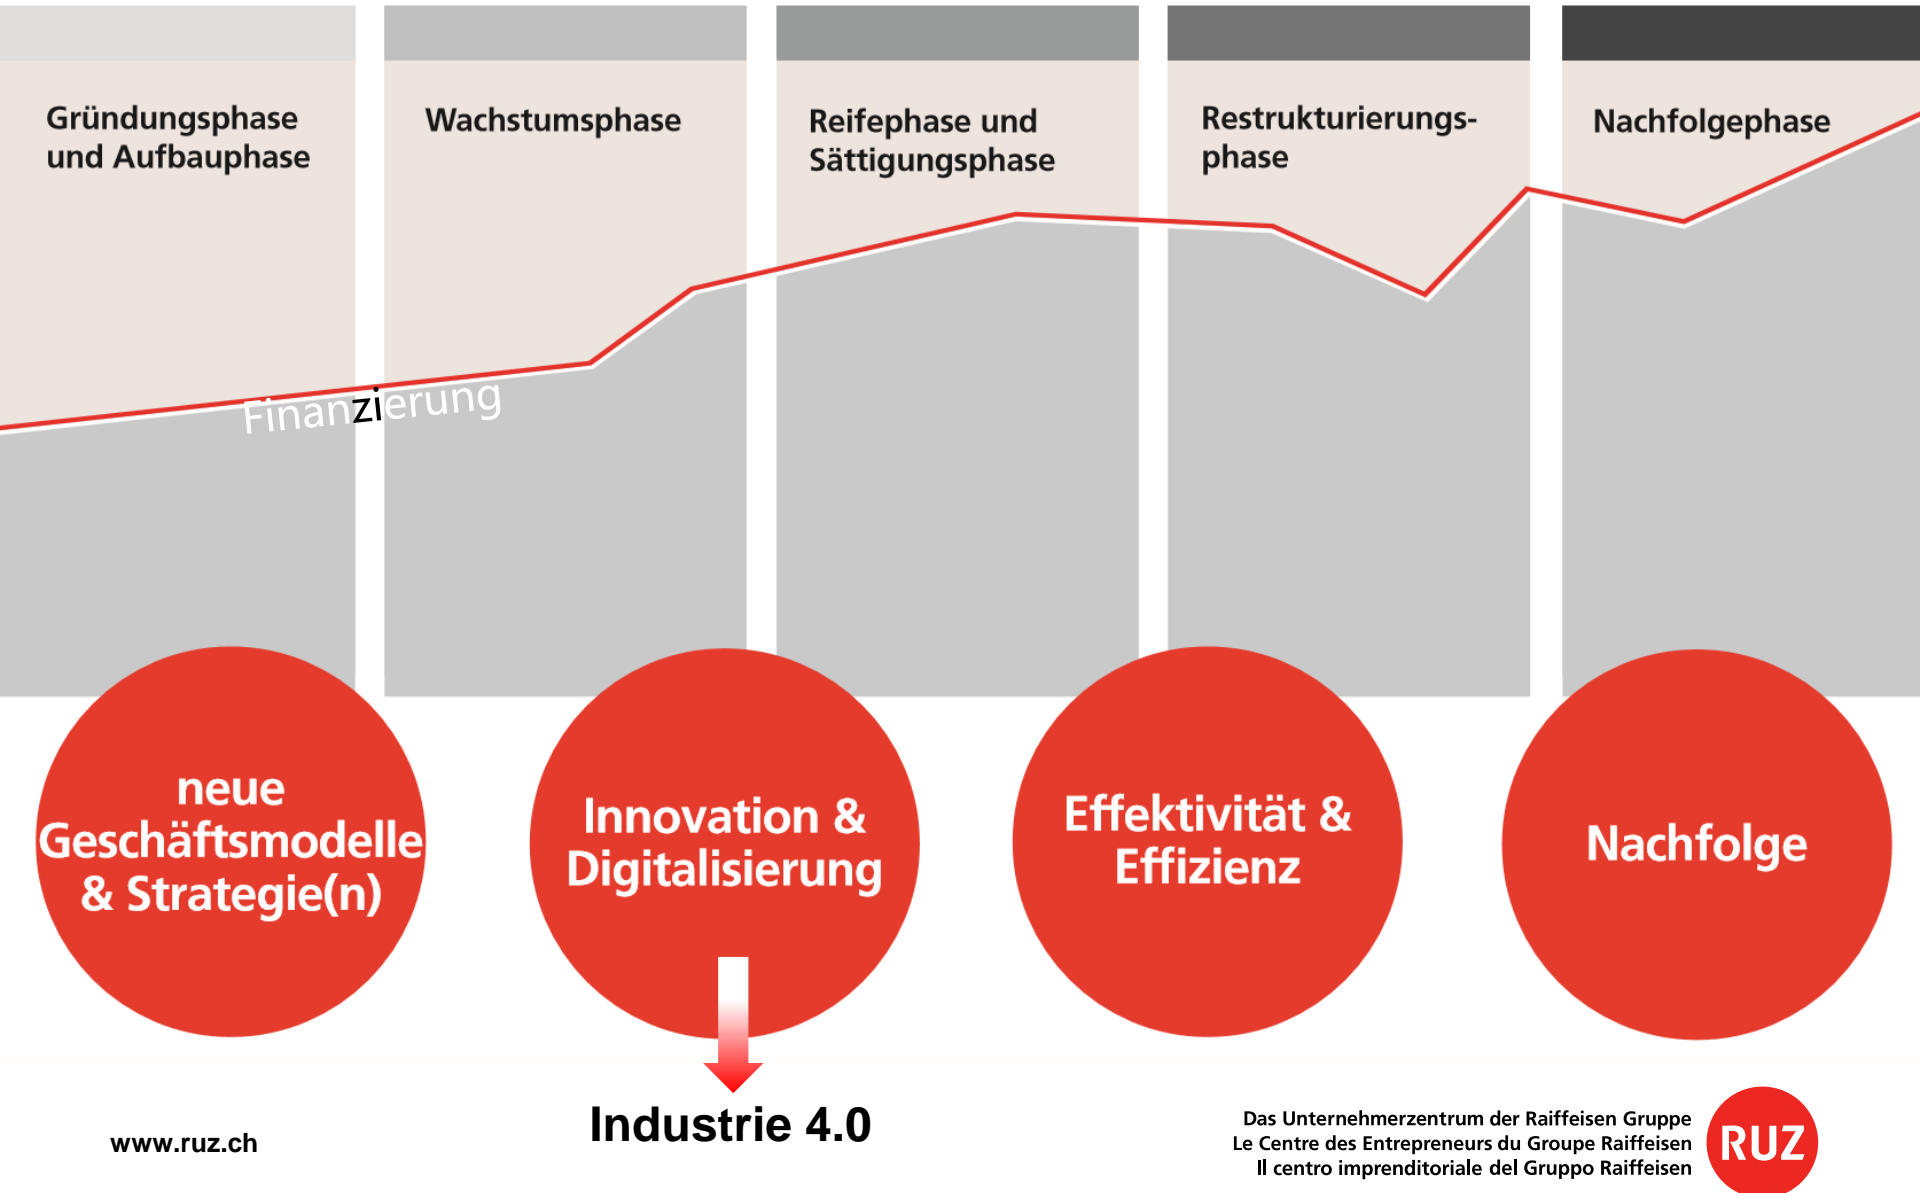 Gründungsphase
und Aufbauphase
Wachstumsphase
Reifephase und
Sättigungsphase
Restrukturierungs-
phase
Nachfolgephase
Finanzierung
neue
Geschäftsmodelle
& Strategie(n)
Innovation &
Digitalisierung
Effektivität &
Effizienz
Nachfolge
Industrie 4.0
www.ruz.ch
Das Unternehmerzentrum der Raiffeisen Gruppe
Le Centre des Entrepreneurs du Groupe Raiffeisen
Il centro imprenditoriale del Gruppo Raiffeisen
RUZ